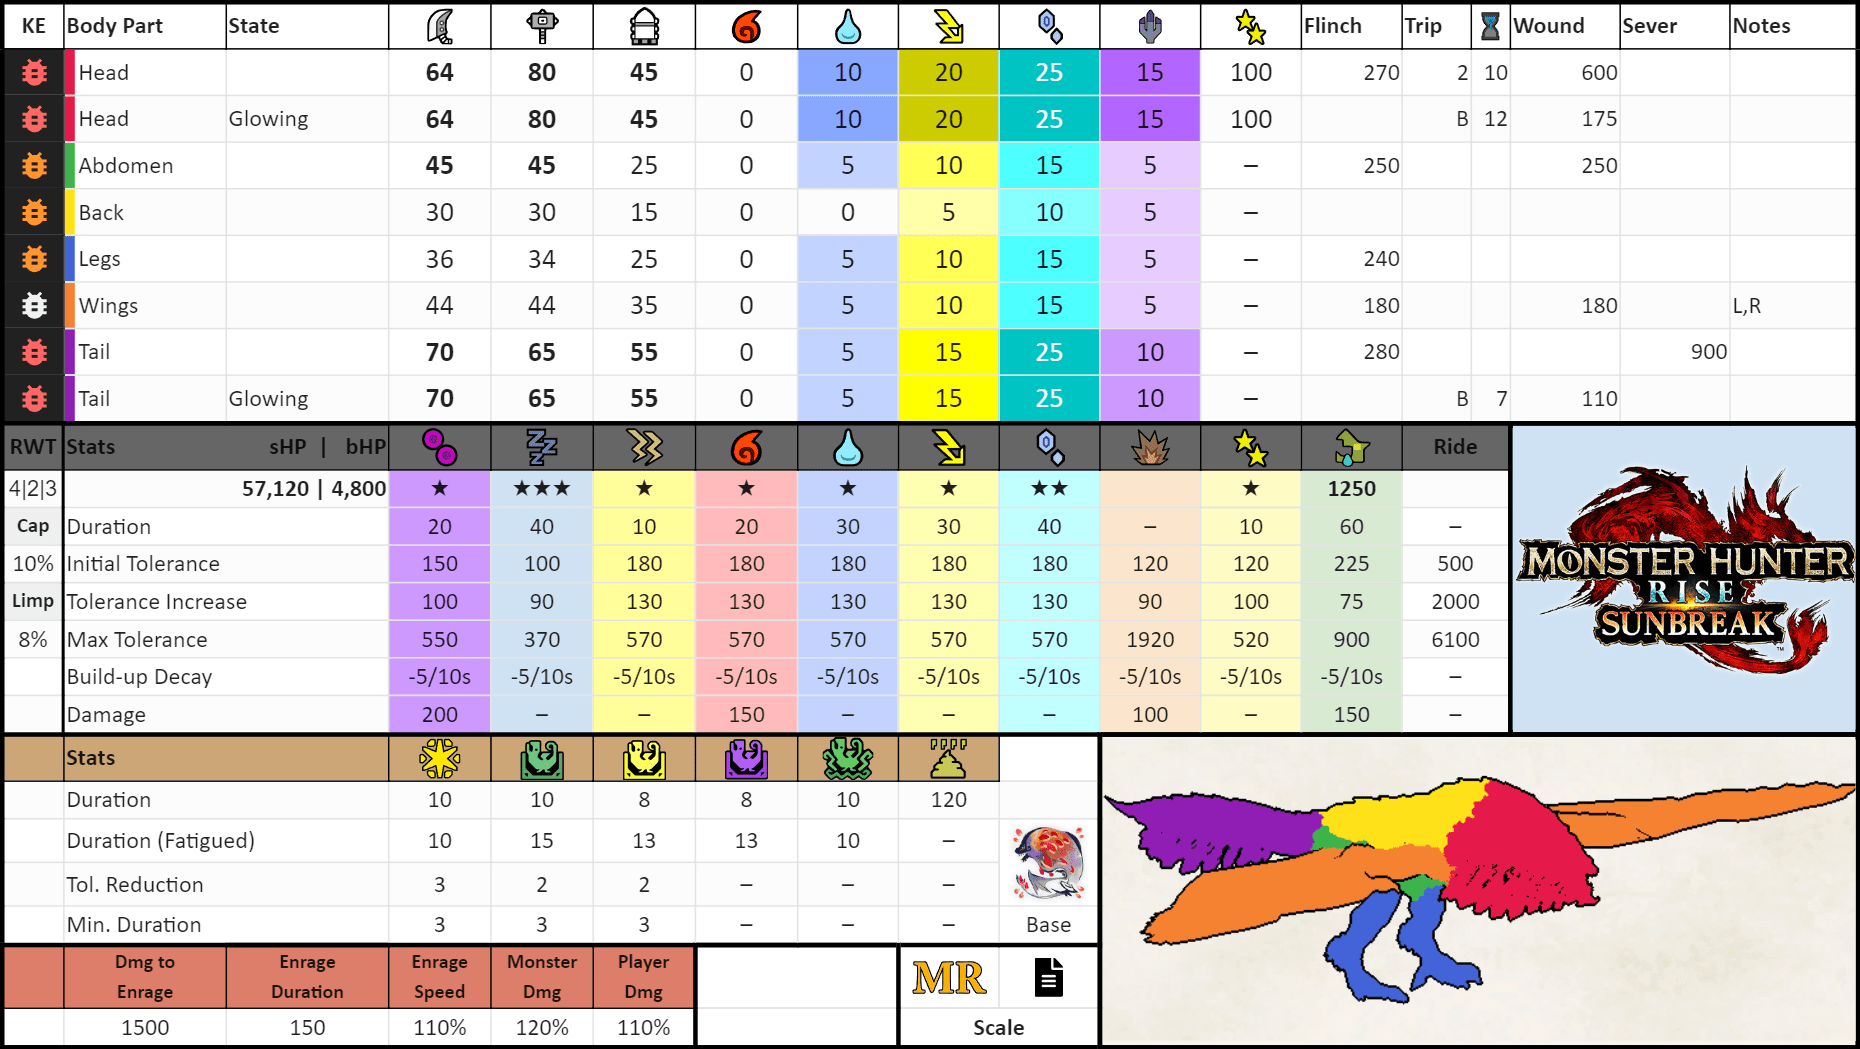 KE Body Part State Flinch Trip Wound Sever Notes
Head 64 80 45 0 10 20 25 15 100 270 2 10 600
Head Glowing 64 80 45 0 10 20 25 15 100 B 12 175
Abdomen 45 45 25 0 5 10 15 5 – 250 250
Back 30 30 15 0 0 5 10 5 –
Legs 36 34 25 0 5 10 15 5 – 240
Wings 44 44 35 0 5 10 15 5 – 180 180 L,R
Tail 70 65 55 0 5 15 25 10 – 280 900
Tail Glowing 70 65 55 0 5 15 25 10 – B 7 110
RWT Stats sHP | bHP Ride
4|2|3 57,120 | 4,800 ★ ★★★ ★ ★ ★ ★ ★★ ★ 1250
Cap Duration 20 40 10 20 30 30 40 – 10 60 –
10% Initial Tolerance 150 100 180 180 180 180 180 120 120 225 500
Limp Tolerance Increase 100 90 130 130 130 130 130 90 100 75 2000
8% Max Tolerance 550 370 570 570 570 570 570 1920 520 900 6100
Build-up Decay -5/10s -5/10s -5/10s -5/10s -5/10s -5/10s -5/10s -5/10s -5/10s -5/10s –
Damage 200 – – 150 – – – 100 – 150 –
MONSTER HUNTER
RISE
SUNBREAK
™
Stats
Duration 10 10 8 8 10 120
Duration (Fatigued) 10 15 13 13 10 –
Tol. Reduction 3 2 2 – – –
Min. Duration 3 3 3 – – – Base
Dmg to Enrage Enrage Duration Enrage Speed Monster Dmg Player Dmg MR
1500 150 110% 120% 110% Scale